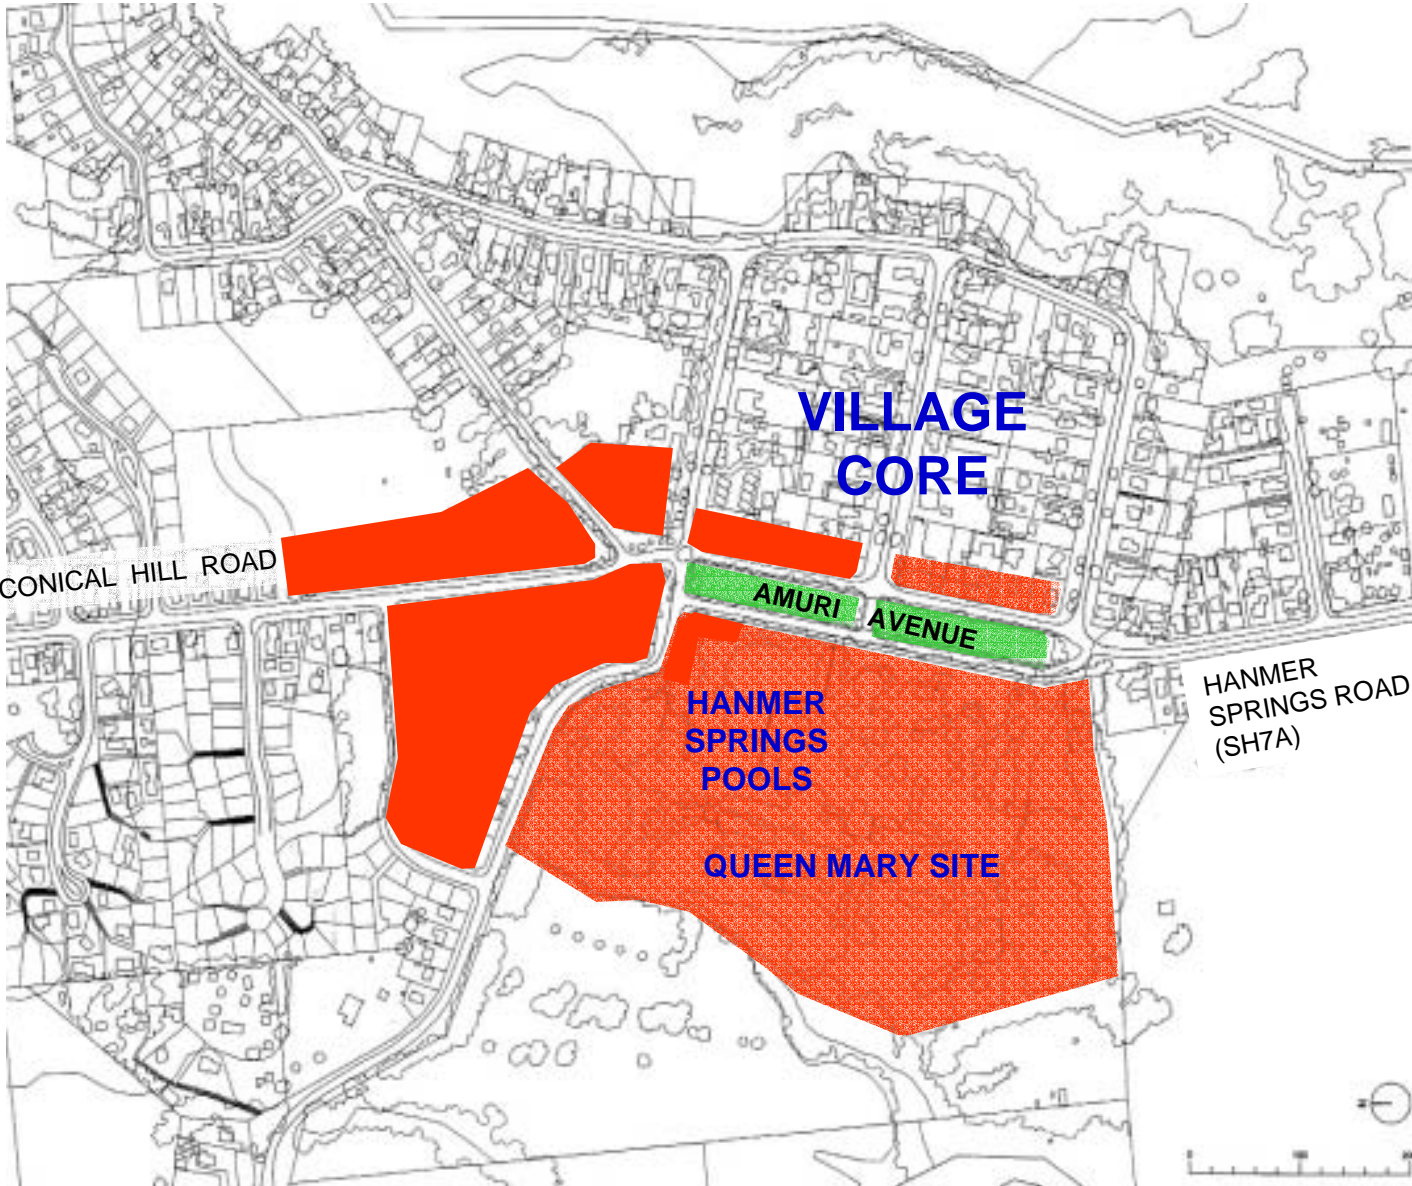 VILLAGE
CORE
CONICAL HILL ROAD
AMURI AVENUE
HANMER
SPRINGS ROAD
(SH7A)
HANMER
SPRINGS
POOLS
QUEEN MARY SITE